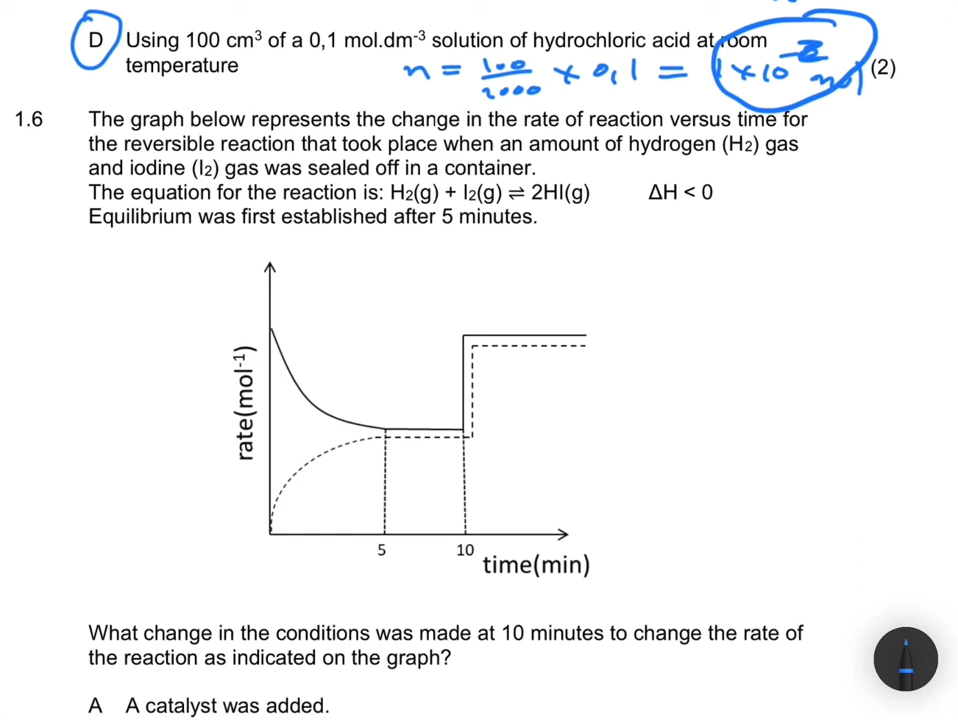 D Using 100 cm³ of a 0,1 mol.dm⁻³ solution of hydrochloric acid at room
temperature
n = 100/1000 × 0,1 = 1 × 10⁻² mol
(2)
1.6 The graph below represents the change in the rate of reaction versus time for
the reversible reaction that took place when an amount of hydrogen (H₂) gas
and iodine (I₂) gas was sealed off in a container.
The equation for the reaction is: H₂(g) + I₂(g) ⇌ 2HI(g) ΔH < 0
Equilibrium was first established after 5 minutes.
rate(mol⁻¹)
5 10
time(min)
What change in the conditions was made at 10 minutes to change the rate of
the reaction as indicated on the graph?
A A catalyst was added.